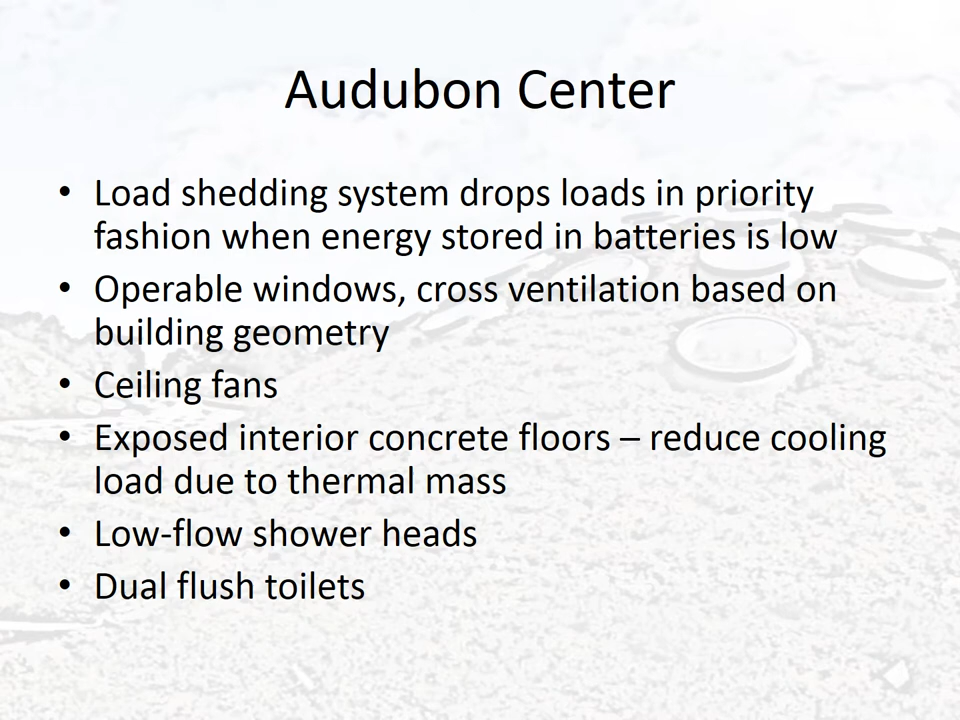 Audubon Center
• Load shedding system drops loads in priority
fashion when energy stored in batteries is low
• Operable windows, cross ventilation based on
building geometry
• Ceiling fans
• Exposed interior concrete floors – reduce cooling
load due to thermal mass
• Low-flow shower heads
• Dual flush toilets